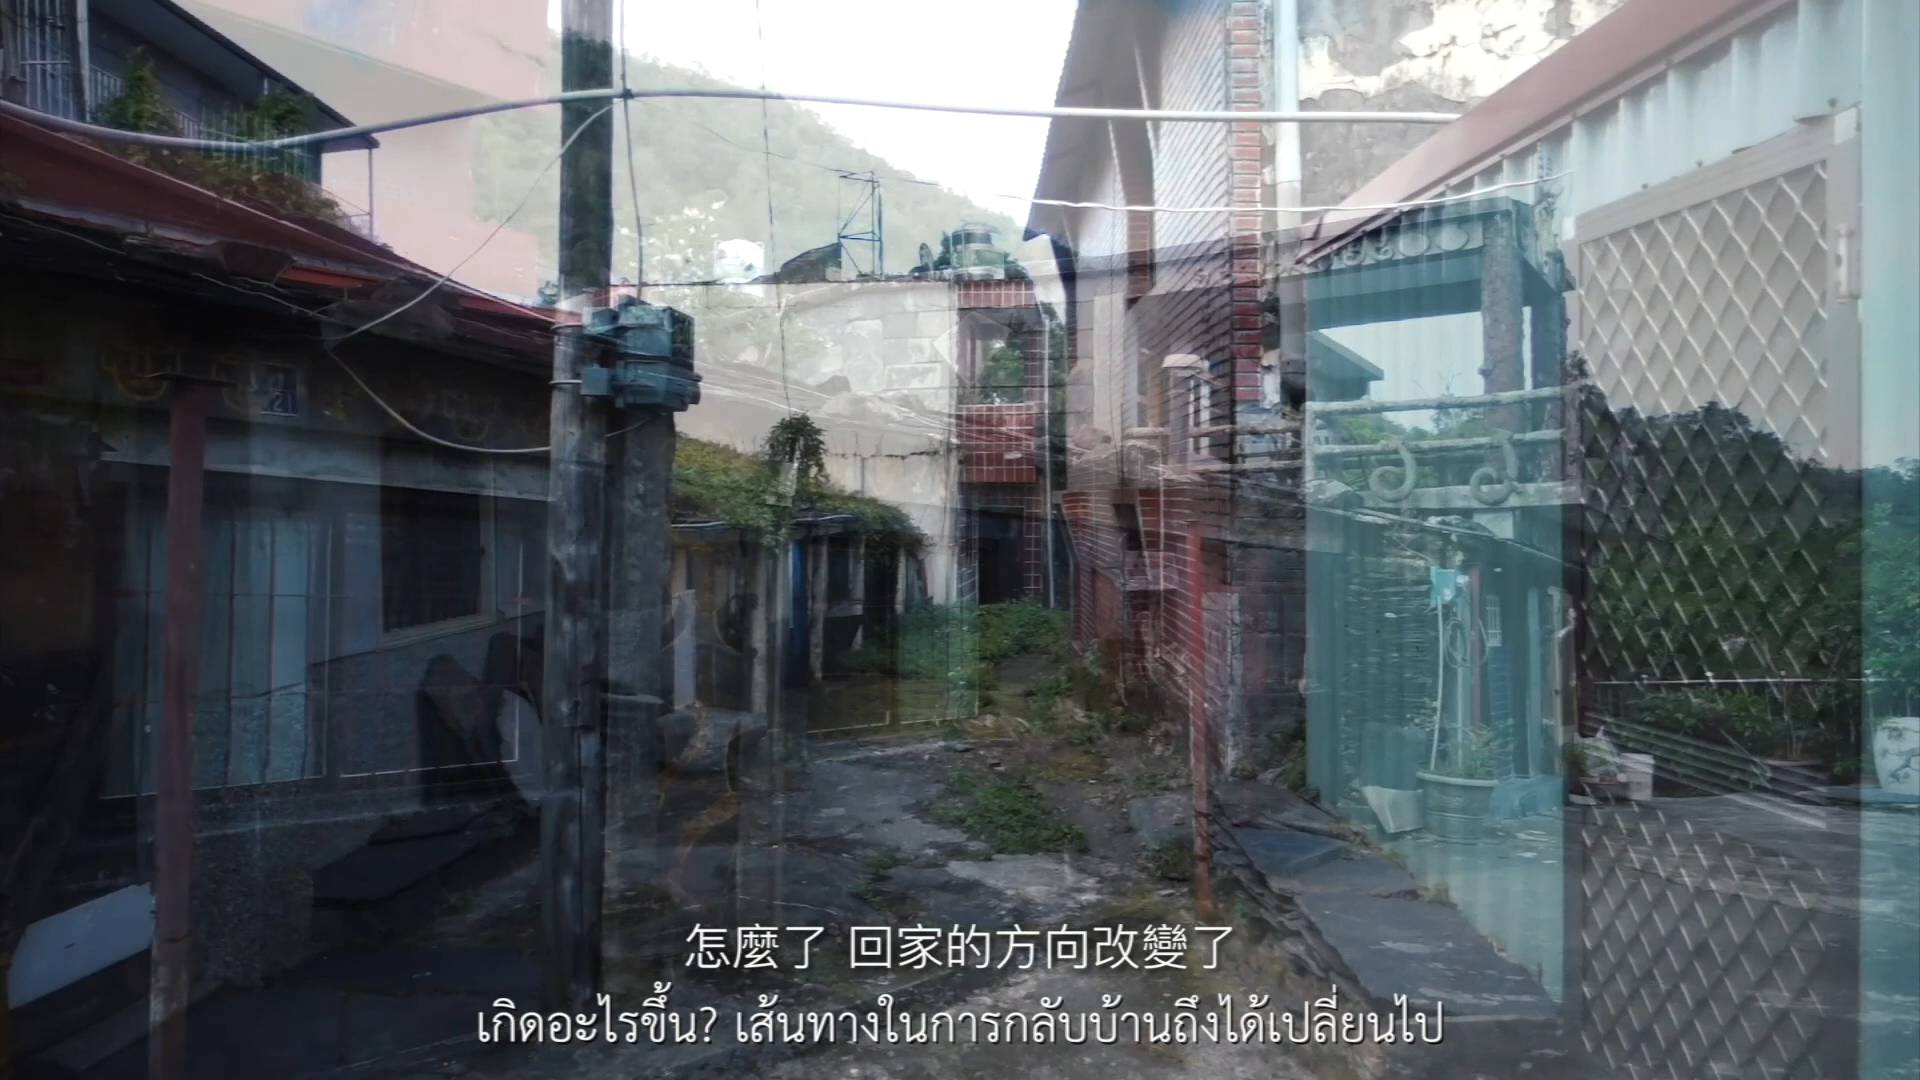 怎麼了 回家的方向改變了
เกิดอะไรขึ้น? เส้นทางในการกลับบ้านถึงได้เปลี่ยนไป